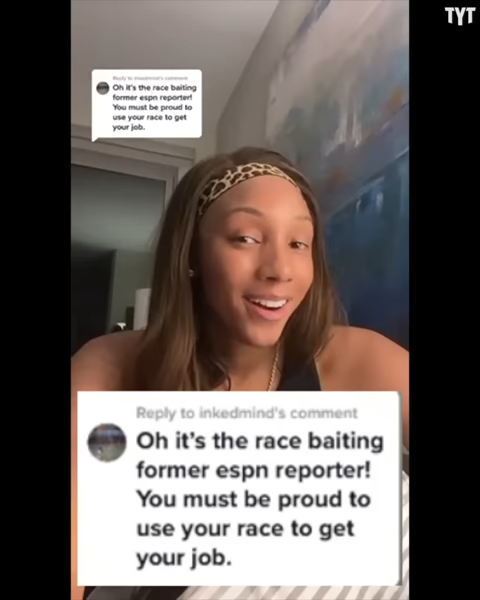 TYT
Reply to inkedmind's comment
Oh it's the race baiting
former espn reporter!
You must be proud to
use your race to get
your job.
Reply to inkedmind's comment
Oh it's the race baiting
former espn reporter!
You must be proud to
use your race to get
your job.